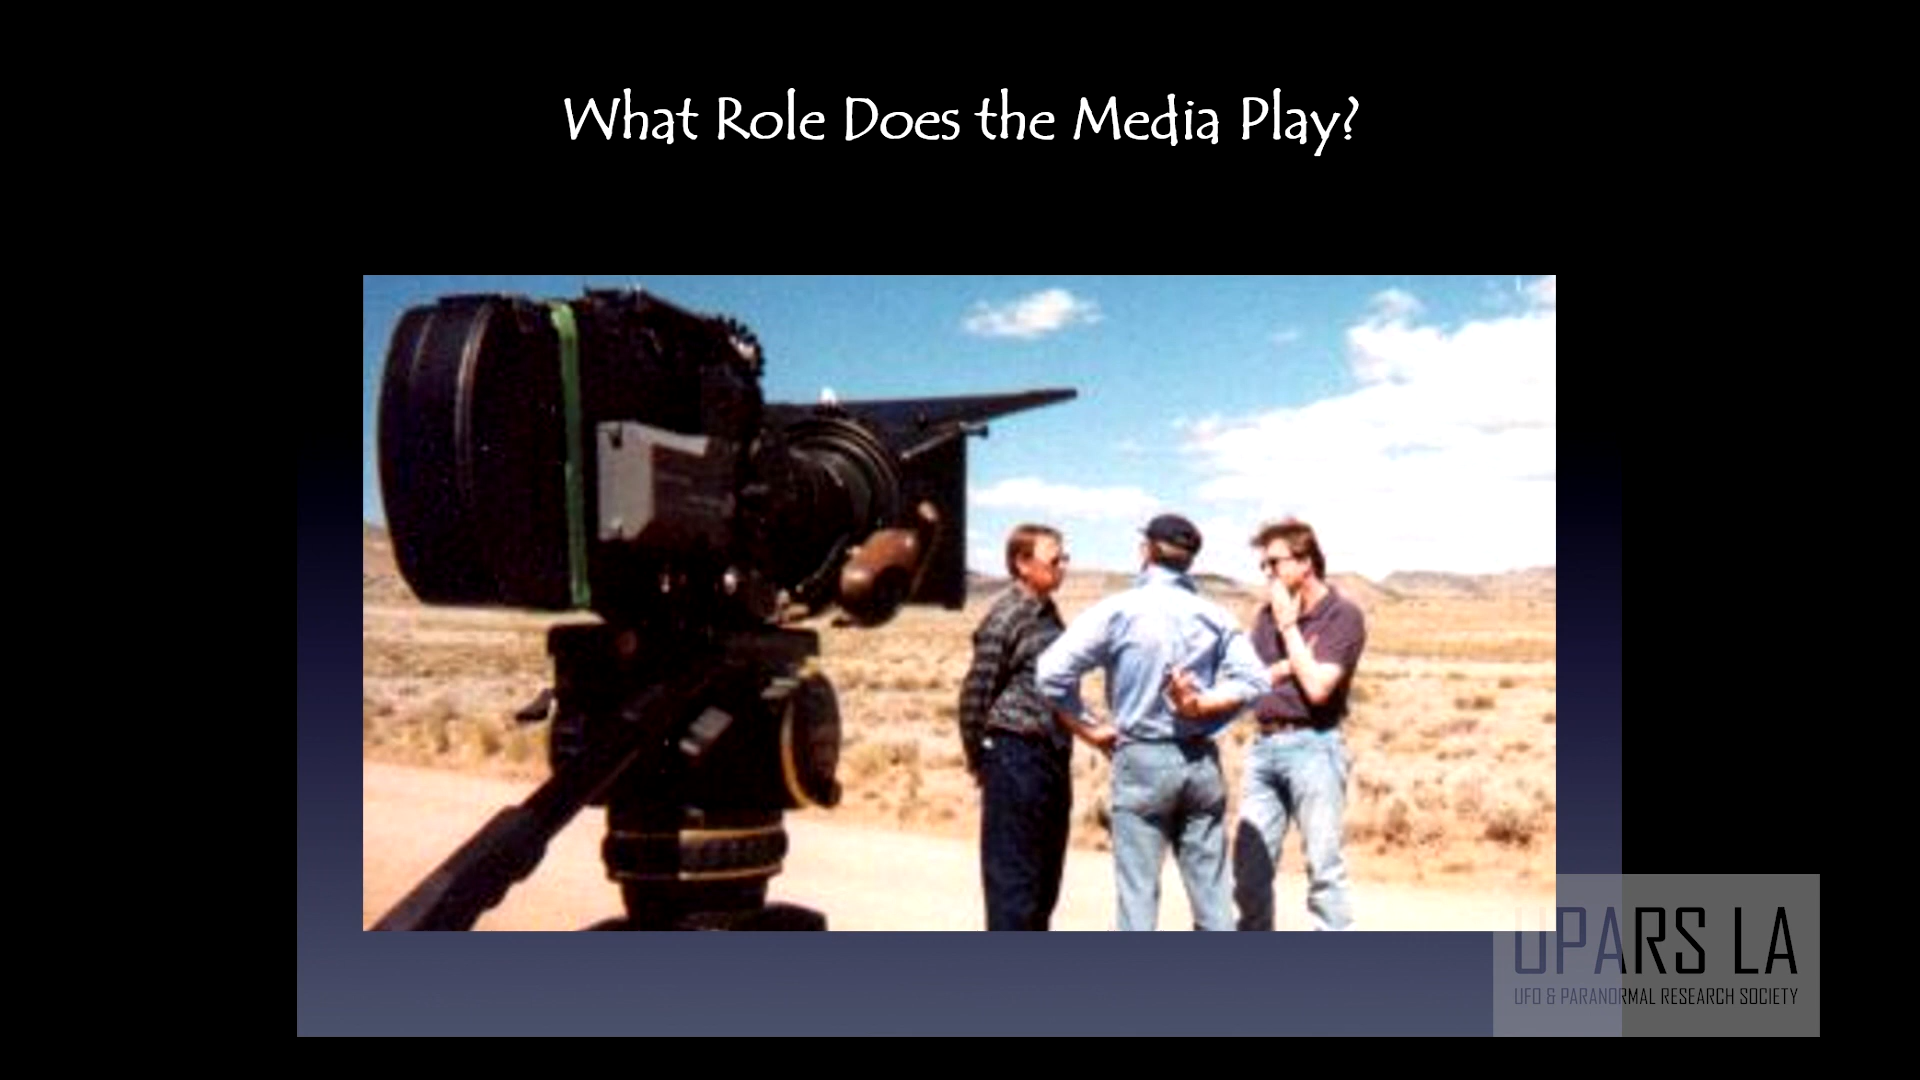 What Role Does the Media Play?
UPARS LA
UFO & PARANORMAL RESEARCH SOCIETY